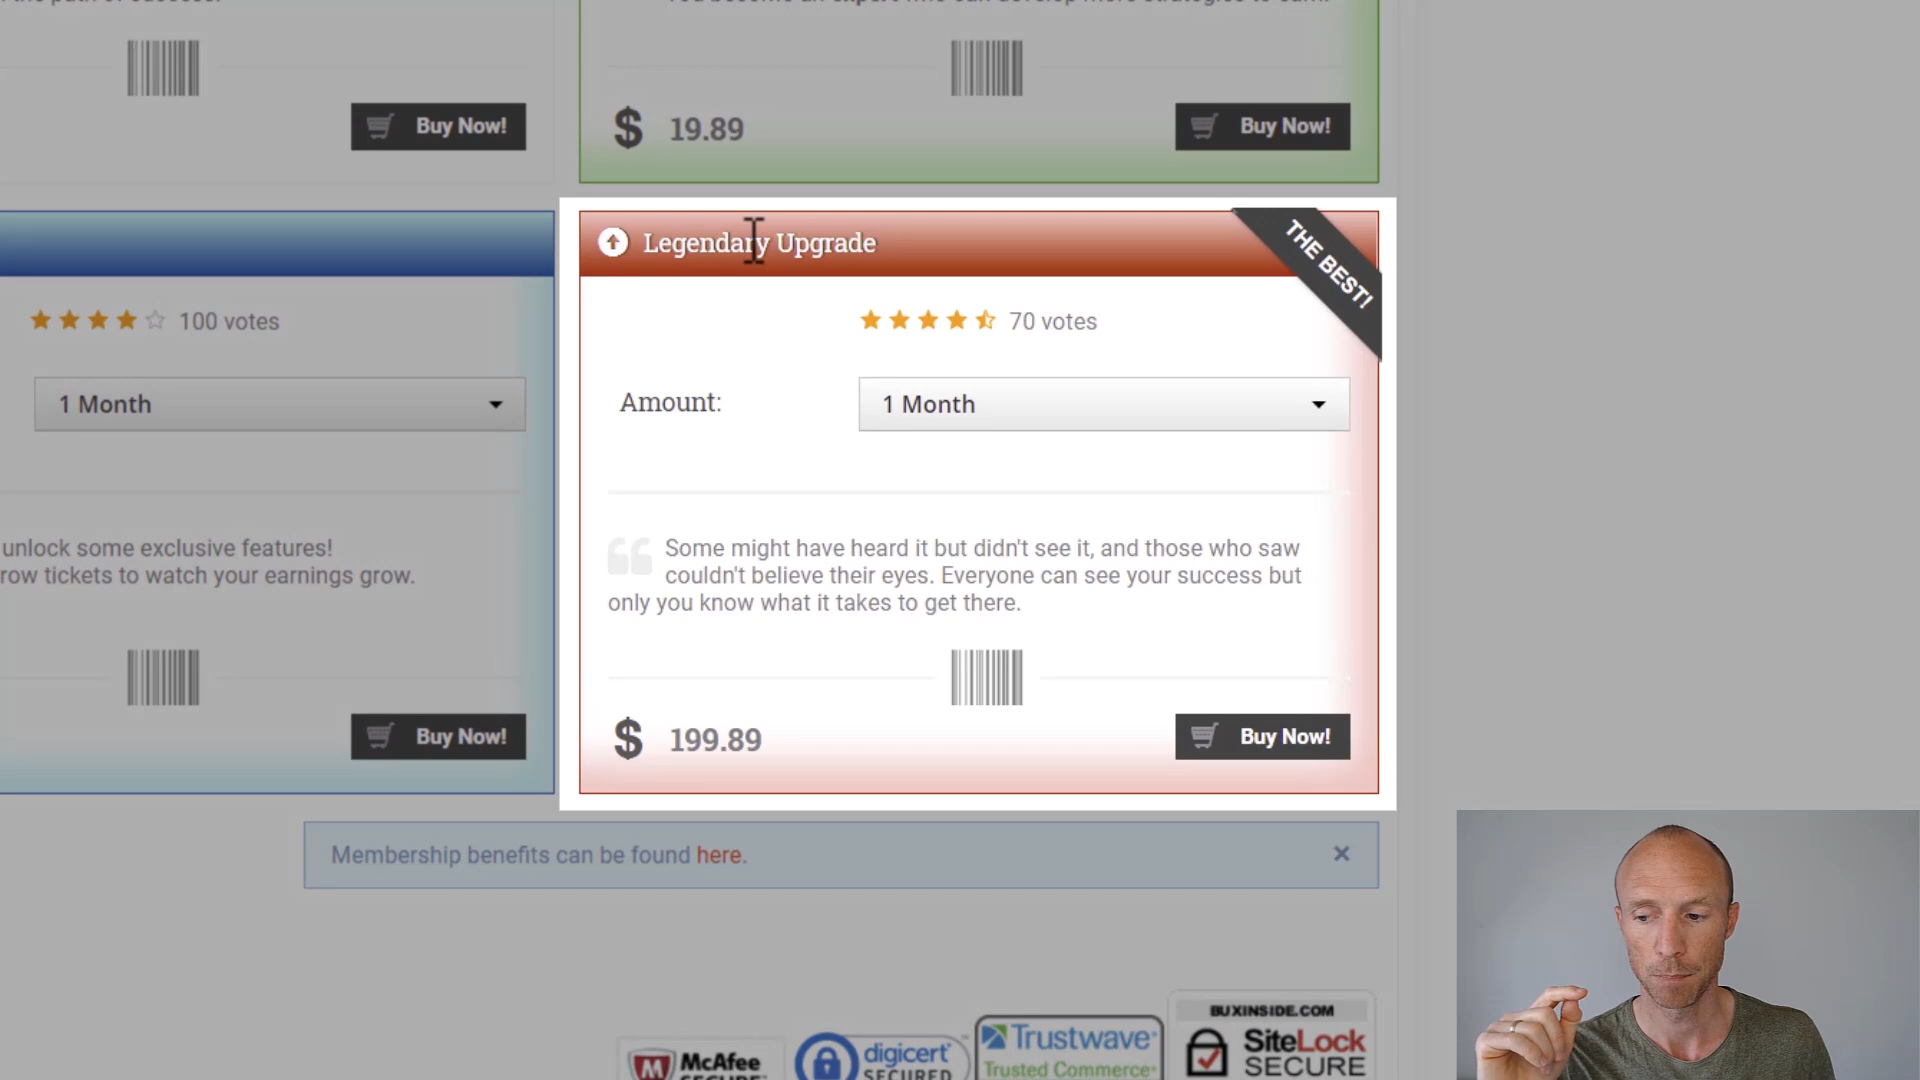 Buy Now!
$ 19.89
Buy Now!
Legendary Upgrade
THE BEST!
100 votes
70 votes
1 Month
Amount:
1 Month
unlock some exclusive features!
row tickets to watch your earnings grow.
Some might have heard it but didn't see it, and those who saw
couldn't believe their eyes. Everyone can see your success but
only you know what it takes to get there.
Buy Now!
$ 199.89
Buy Now!
Membership benefits can be found here.
×
McAfee
SECURE™
digicert™
SECURED
Trustwave®
Trusted Commerce™
BUXINSIDE.COM
SiteLock
SECURE